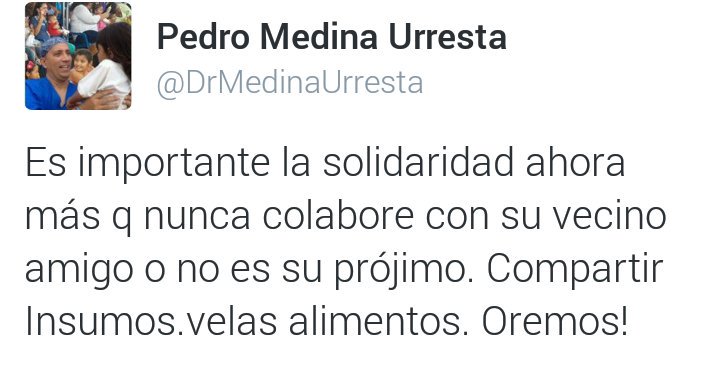 Pedro Medina Urresta
@DrMedinaUrresta
Es importante la solidaridad ahora
más q nunca colabore con su vecino
amigo o no es su prójimo. Compartir
Insumos.velas alimentos. Oremos!